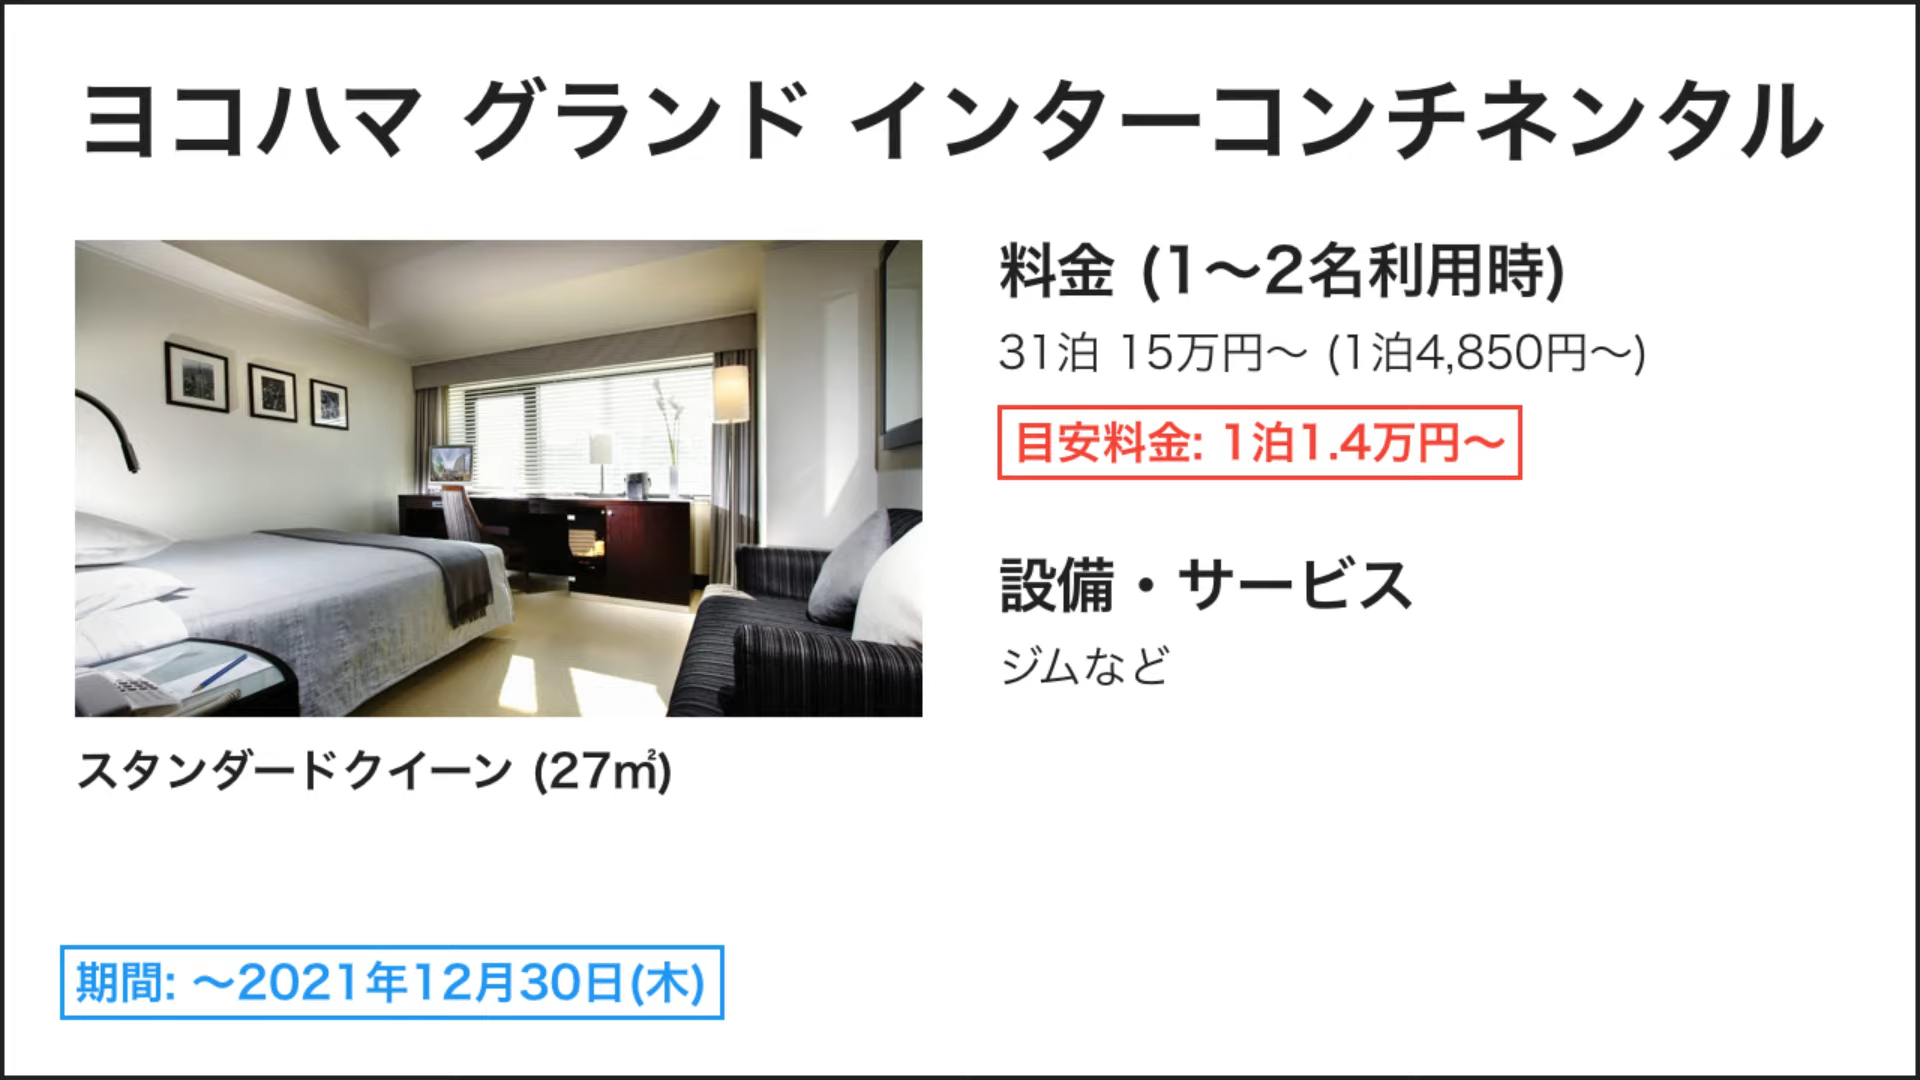 ヨコハマ グランド インターコンチネンタル
料金 (1〜2名利用時)
31泊 15万円〜 (1泊4,850円〜)
目安料金: 1泊1.4万円〜
設備・サービス
ジムなど
スタンダードクイーン (27㎡)
期間: 〜2021年12月30日(木)